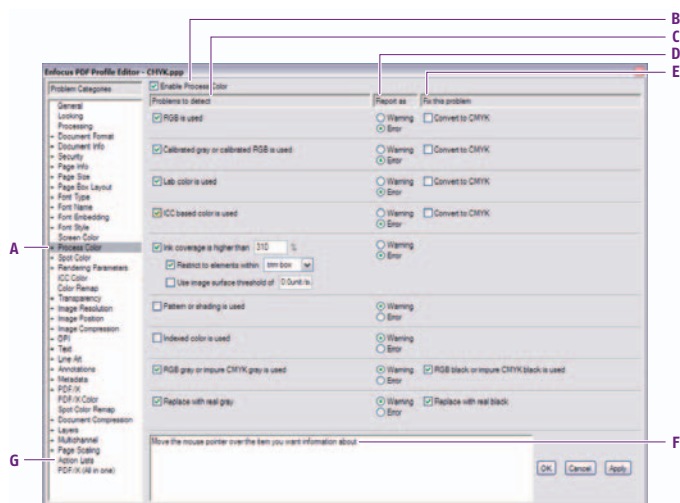 B
C
D
E
Enfocus PDF Profile Editor - CMYK.ppp
Problem Categories
Enable Process Color
Problems to detect
Report as
Fix this problem
General
Looking
Processing
+ Document Format
+ Document Info
+ Security
+ Page Info
+ Page Size
+ Page Box Layout
+ Font Type
+ Font Name
+ Font Embedding
+ Font Style
Screen Color
+ Process Color
+ Spot Color
+ Rendering Parameters
ICC Color
Color Remap
+ Transparency
+ Image Resolution
+ Image Position
+ Image Compression
+ OPI
+ Text
+ Line Art
+ Annotations
+ Metadata
+ PDF/X
PDF/X Color
Spot Color Remap
+ Document Compression
+ Layers
+ Multichannel
+ Page Scaling
Action Lists
PDF/X (All in one)
A
G
RGB is used
Warning
Error
Convert to CMYK
Calibrated gray or calibrated RGB is used
Warning
Error
Convert to CMYK
Lab color is used
Warning
Error
Convert to CMYK
ICC based color is used
Warning
Error
Convert to CMYK
Ink coverage is higher than 310 %
Warning
Error
Restrict to elements within trim box
Use image surface threshold of
Pattern or shading is used
Warning
Error
Indexed color is used
Warning
Error
RGB gray or impure CMYK gray is used
Warning
Error
RGB black or impure CMYK black is used
Replace with real gray
Warning
Error
Replace with real black
Move the mouse pointer over the item you want information about
F
OK
Cancel
Apply